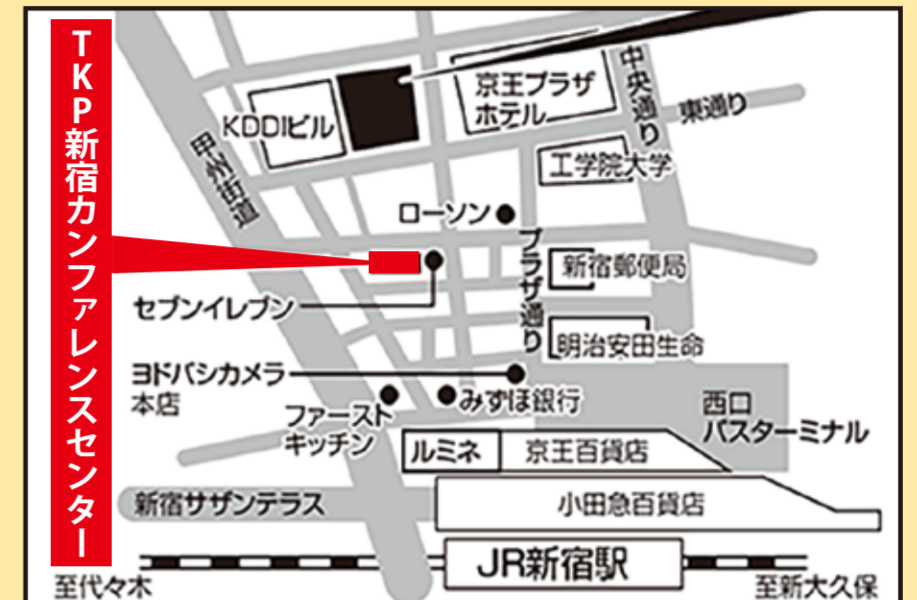 TKP新宿カンファレンスセンター
中央通り
京王プラザ
ホテル
東通り
KDDIビル
甲州街道
工学院大学
ローソン
プラザ通り
新宿郵便局
セブンイレブン
明治安田生命
ヨドバシカメラ
本店
ファースト
キッチン
みずほ銀行
西口
バスターミナル
ルミネ
京王百貨店
新宿サザンテラス
小田急百貨店
JR新宿駅
至代々木
至新大久保